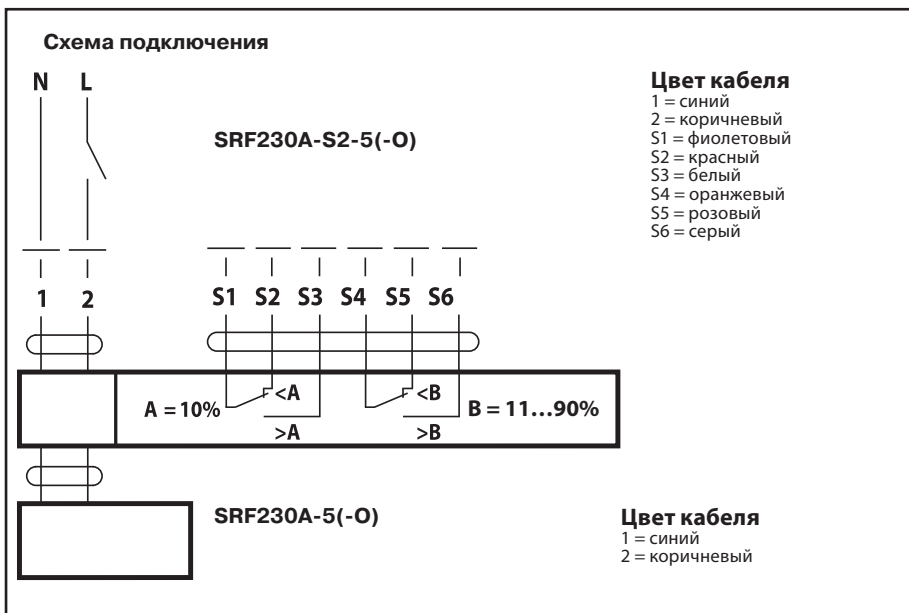 Схема подключения
N L
SRF230A-S2-5(-O)
Цвет кабеля
1 = синий
2 = коричневый
S1 = фиолетовый
S2 = красный
S3 = белый
S4 = оранжевый
S5 = розовый
S6 = серый
1 2 S1 S2 S3 S4 S5 S6
A = 10% <A <B B = 11...90%
>A >B
SRF230A-5(-O)
Цвет кабеля
1 = синий
2 = коричневый